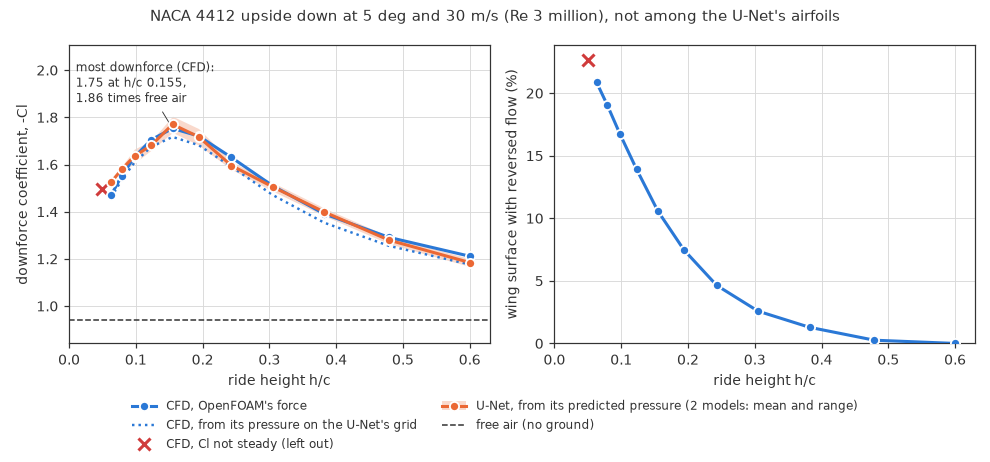 NACA 4412 upside down at 5 deg and 30 m/s (Re 3 million), not among the U-Net's airfoils
downforce coefficient, -Cl
2.0
1.8
1.6
1.4
1.2
1.0
most downforce (CFD):
1.75 at h/c 0.155,
1.86 times free air
0.0 0.1 0.2 0.3 0.4 0.5 0.6
ride height h/c
wing surface with reversed flow (%)
20
15
10
5
0
0.0 0.1 0.2 0.3 0.4 0.5 0.6
ride height h/c
CFD, OpenFOAM's force
CFD, from its pressure on the U-Net's grid
CFD, Cl not steady (left out)
U-Net, from its predicted pressure (2 models: mean and range)
free air (no ground)